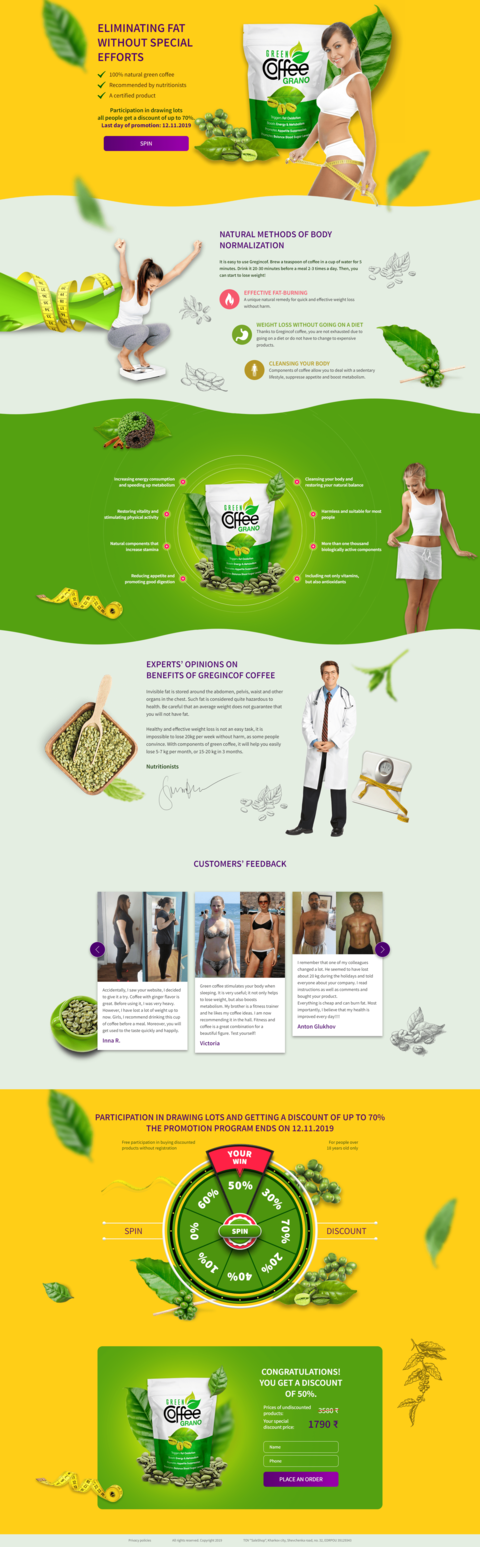 ELIMINATING FAT
WITHOUT SPECIAL
EFFORTS
100% natural green coffee
Recommended by nutritionists
A certified product
Participation in drawing lots
all people get a discount of up to 70%.
Last day of promotion: 12.11.2019
SPIN
GREEN
Coffee
GRANO
NATURAL METHODS OF BODY
NORMALIZATION
It is easy to use Gregincof. Brew a teaspoon of coffee in a cup of water for 5
minutes. Drink it 20-30 minutes before a meal 2-3 times a day. Then, you
can start to lose weight!
EFFECTIVE FAT-BURNING
A unique natural remedy for quick and effective weight loss
without harm.
WEIGHT LOSS WITHOUT GOING ON A DIET
Thanks to Gregincof coffee, you are not exhausted due to
going on a diet or do not have to change to expensive
products.
CLEANSING YOUR BODY
Components of coffee allow you to deal with a sedentary
lifestyle, suppresse appetite and boost metabolism.
Increasing energy consumption
and speeding up metabolism
Restoring vitality and
stimulating physical activity
Natural components that
increase stamina
Reducing appetite and
promoting good digestion
GREEN
Coffee
GRANO
Cleansing your body and
restoring your natural balance
Harmless and suitable for most
people
More than one thousand
biologically active components
Including not only vitamins,
but also antioxidants
EXPERTS' OPINIONS ON
BENEFITS OF GREGINCOF COFFEE
Invisible fat is stored around the abdomen, pelvis, waist and other
organs in the chest. Such fat is considered quite hazardous to
health. Be careful that an average weight does not guarantee that
you will not have fat.
Healthy and effective weight loss is not an easy task, it is
impossible to lose 20kg per week without harm, as some people
convince. With components of green coffee, it will help you easily
lose 5-7 kg per month, or 15-20 kg in 3 months.
Nutritionists
CUSTOMERS' FEEDBACK
Accidentally, I saw your website, I decided
to give it a try. Coffee with ginger flavor is
great. Before using it, I was very heavy.
However, I have lost a lot of weight up to
now. Girls, I recommend drinking this cup
of coffee before a meal. Moreover, you will
get used to the taste quickly and happily.
Inna R.
Green coffee stimulates your body when
sleeping. It is very useful. It not only helps
to lose weight, but also boosts
metabolism. My brother is a fitness trainer
and he likes my coffee ideas. I am now
recommending it in the hall. Fitness and
coffee is a great combination for a
beautiful figure. Test yourself!
Victoria
I remember that one of my colleagues
changed a lot. He seemed to have lost
about 20 kg during the holidays and told
everyone about your company. I read
instructions as well as comments and
bought your product.
Everything is cheap and can burn fat. Most
importantly, I believe that my health is
improved every day!!!
Anton Glukhov
PARTICIPATION IN DRAWING LOTS AND GETTING A DISCOUNT OF UP TO 70%
THE PROMOTION PROGRAM ENDS ON 12.11.2019
Free participation in buying discounted
products without registration
For people over
18 years old only
YOUR
WIN
50%
30%
70%
20%
40%
10%
0%
60%
SPIN
SPIN
DISCOUNT
GREEN
Coffee
GRANO
CONGRATULATIONS!
YOU GET A DISCOUNT
OF 50%.
Prices of undiscounted
products:
3580 ₹
Your special
discount price:
1790 ₹
Name
Phone
PLACE AN ORDER
Privacy policies
All rights reserved. Copyright 2019